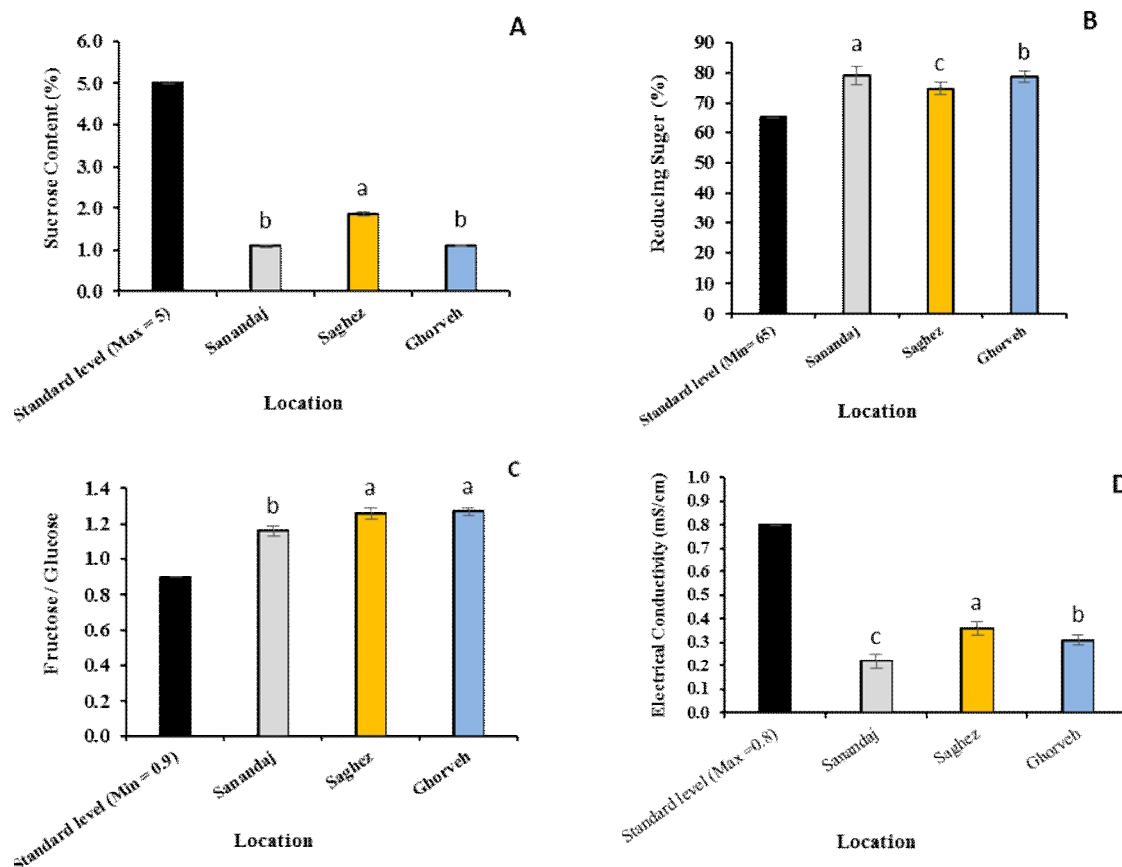 A
Sucrose Content (%)
6.0
5.0
4.0
3.0
2.0
1.0
0.0
b
a
b
Standard level (Max = 5)
Sanandaj
Saghez
Ghorveh
Location
B
Reducing Suger (%)
90
80
70
60
50
40
30
20
10
0
a
c
b
Standard level (Min= 65)
Sanandaj
Saghez
Ghorveh
Location
C
Fructose / Glucose
1.4
1.2
1.0
0.8
0.6
0.4
0.2
0.0
b
a
a
Standard level (Min = 0.9)
Sanandaj
Saghez
Ghorveh
Location
D
Electrical Conductivity (mS/cm)
1.0
0.9
0.8
0.7
0.6
0.5
0.4
0.3
0.2
0.1
0.0
c
a
b
Standard level (Max =0.8)
Sanandaj
Saghez
Ghorveh
Location